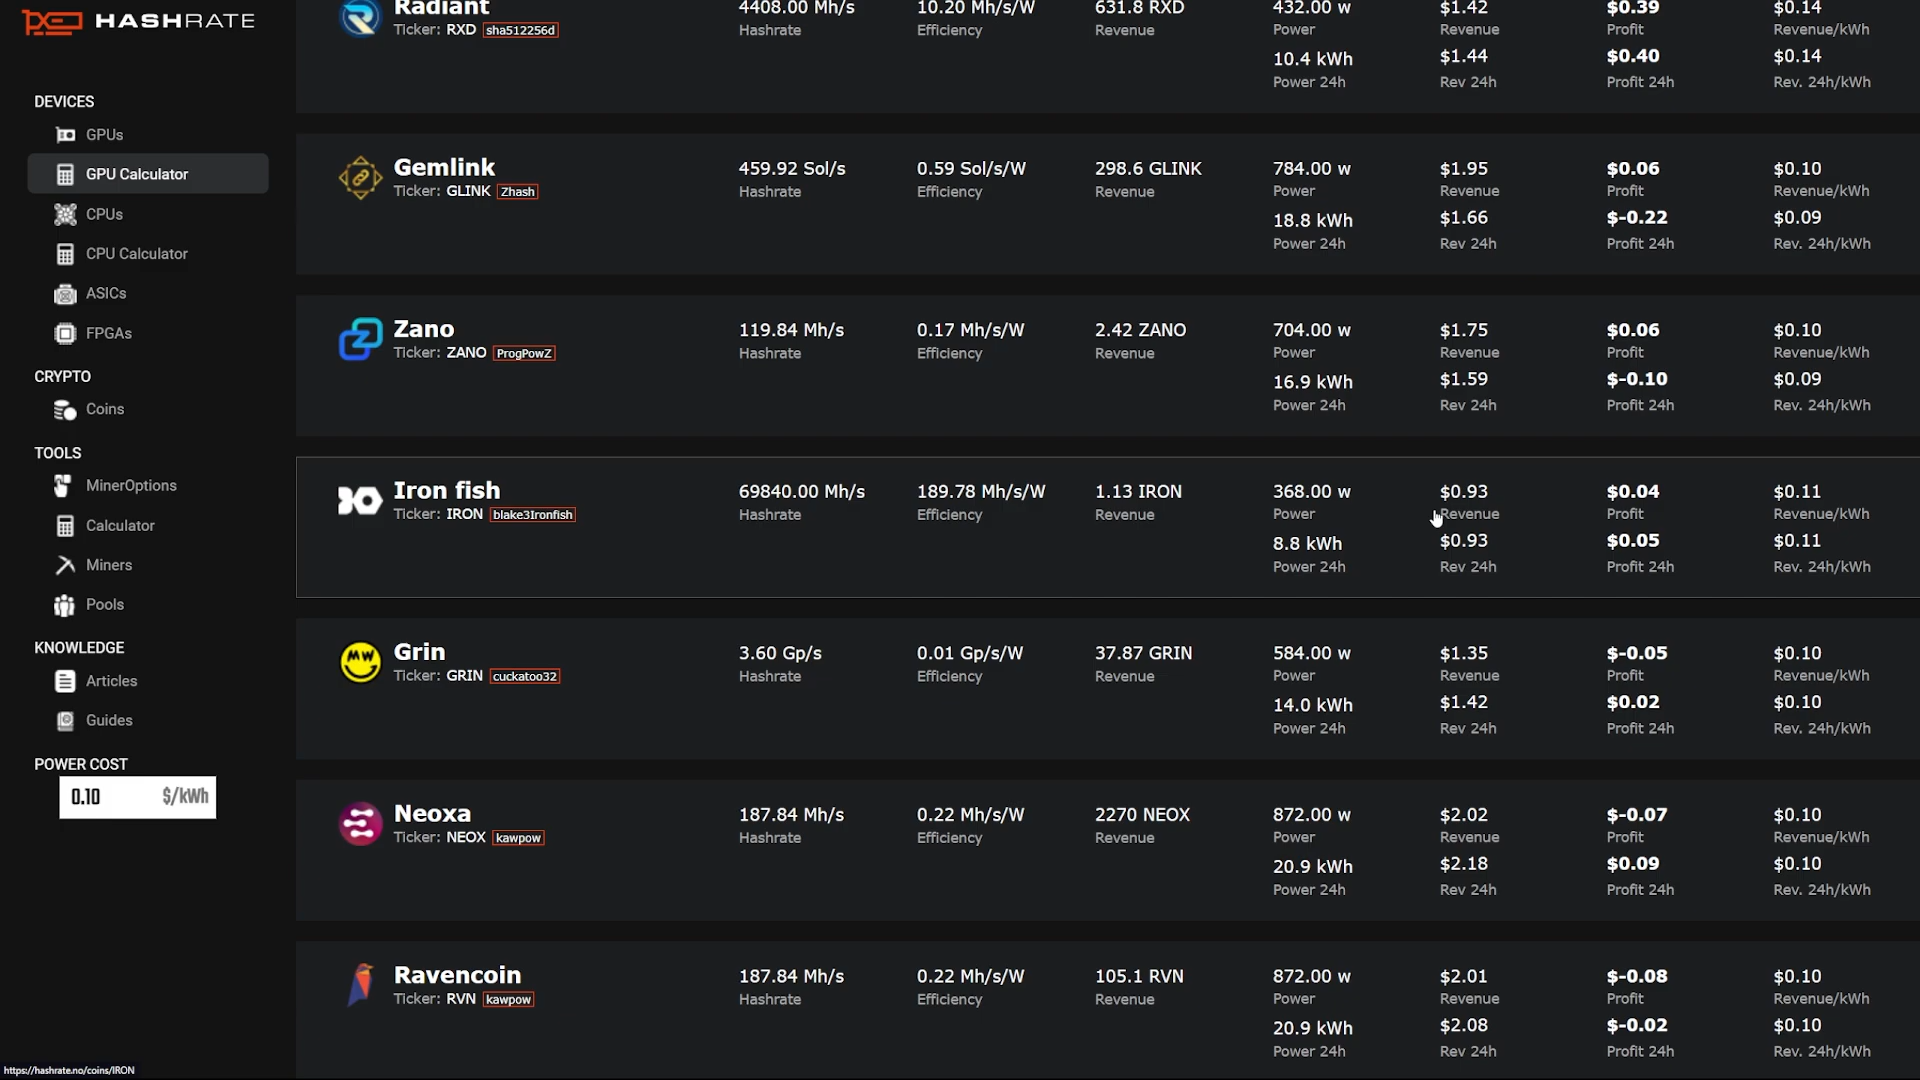 HASHRATE
DEVICES
GPUs
GPU Calculator
CPUs
CPU Calculator
ASICs
FPGAs
CRYPTO
Coins
TOOLS
MinerOptions
Calculator
Miners
Pools
KNOWLEDGE
Articles
Guides
POWER COST
0.10 $/kWh
https://hashrate.no/coins/IRON
Radiant 4408.00 Mh/s 10.20 Mh/s/W 631.8 RXD 432.00 w $1.42 $0.39 $0.14
Ticker: RXD sha512256d Hashrate Efficiency Revenue Power Revenue Profit Revenue/kWh
10.4 kWh $1.44 $0.40 $0.14
Power 24h Rev 24h Profit 24h Rev. 24h/kWh
Gemlink 459.92 Sol/s 0.59 Sol/s/W 298.6 GLINK 784.00 w $1.95 $0.06 $0.10
Ticker: GLINK Zhash Hashrate Efficiency Revenue Power Revenue Profit Revenue/kWh
18.8 kWh $1.66 $-0.22 $0.09
Power 24h Rev 24h Profit 24h Rev. 24h/kWh
Zano 119.84 Mh/s 0.17 Mh/s/W 2.42 ZANO 704.00 w $1.75 $0.06 $0.10
Ticker: ZANO ProgPowZ Hashrate Efficiency Revenue Power Revenue Profit Revenue/kWh
16.9 kWh $1.59 $-0.10 $0.09
Power 24h Rev 24h Profit 24h Rev. 24h/kWh
Iron fish 69840.00 Mh/s 189.78 Mh/s/W 1.13 IRON 368.00 w $0.93 $0.04 $0.11
Ticker: IRON blake3Ironfish Hashrate Efficiency Revenue Power Revenue Profit Revenue/kWh
8.8 kWh $0.93 $0.05 $0.11
Power 24h Rev 24h Profit 24h Rev. 24h/kWh
MW
Grin 3.60 Gp/s 0.01 Gp/s/W 37.87 GRIN 584.00 w $1.35 $-0.05 $0.10
Ticker: GRIN cuckatoo32 Hashrate Efficiency Revenue Power Revenue Profit Revenue/kWh
14.0 kWh $1.42 $0.02 $0.10
Power 24h Rev 24h Profit 24h Rev. 24h/kWh
Neoxa 187.84 Mh/s 0.22 Mh/s/W 2270 NEOX 872.00 w $2.02 $-0.07 $0.10
Ticker: NEOX kawpow Hashrate Efficiency Revenue Power Revenue Profit Revenue/kWh
20.9 kWh $2.18 $0.09 $0.10
Power 24h Rev 24h Profit 24h Rev. 24h/kWh
Ravencoin 187.84 Mh/s 0.22 Mh/s/W 105.1 RVN 872.00 w $2.01 $-0.08 $0.10
Ticker: RVN kawpow Hashrate Efficiency Revenue Power Revenue Profit Revenue/kWh
20.9 kWh $2.08 $-0.02 $0.10
Power 24h Rev 24h Profit 24h Rev. 24h/kWh